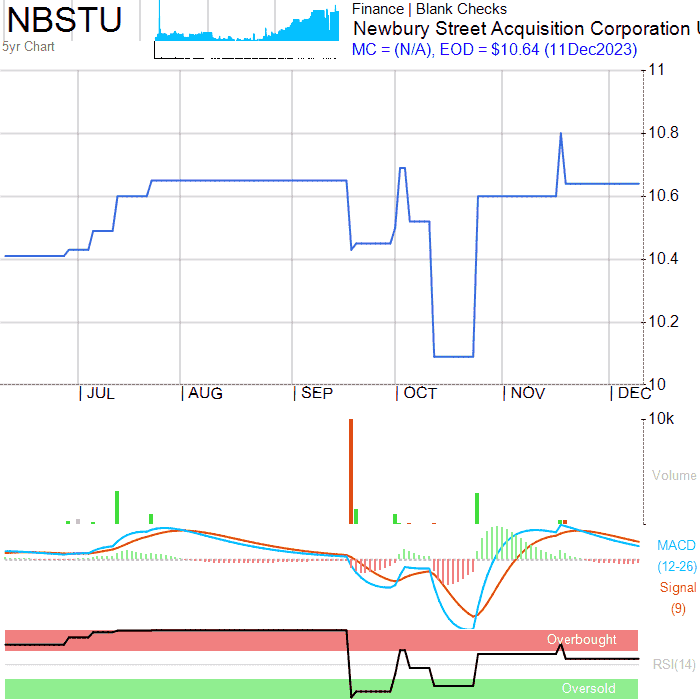 NBSTU
Finance | Blank Checks
Newbury Street Acquisition Corporation U
5yr Chart
MC = (N/A), EOD = $10.64 (11Dec2023)
11
10.8
10.6
10.4
10.2
10
JUL AUG SEP OCT NOV DEC
10k
Volume
MACD
(12-26)
Signal
(9)
Overbought
RSI(14)
Oversold